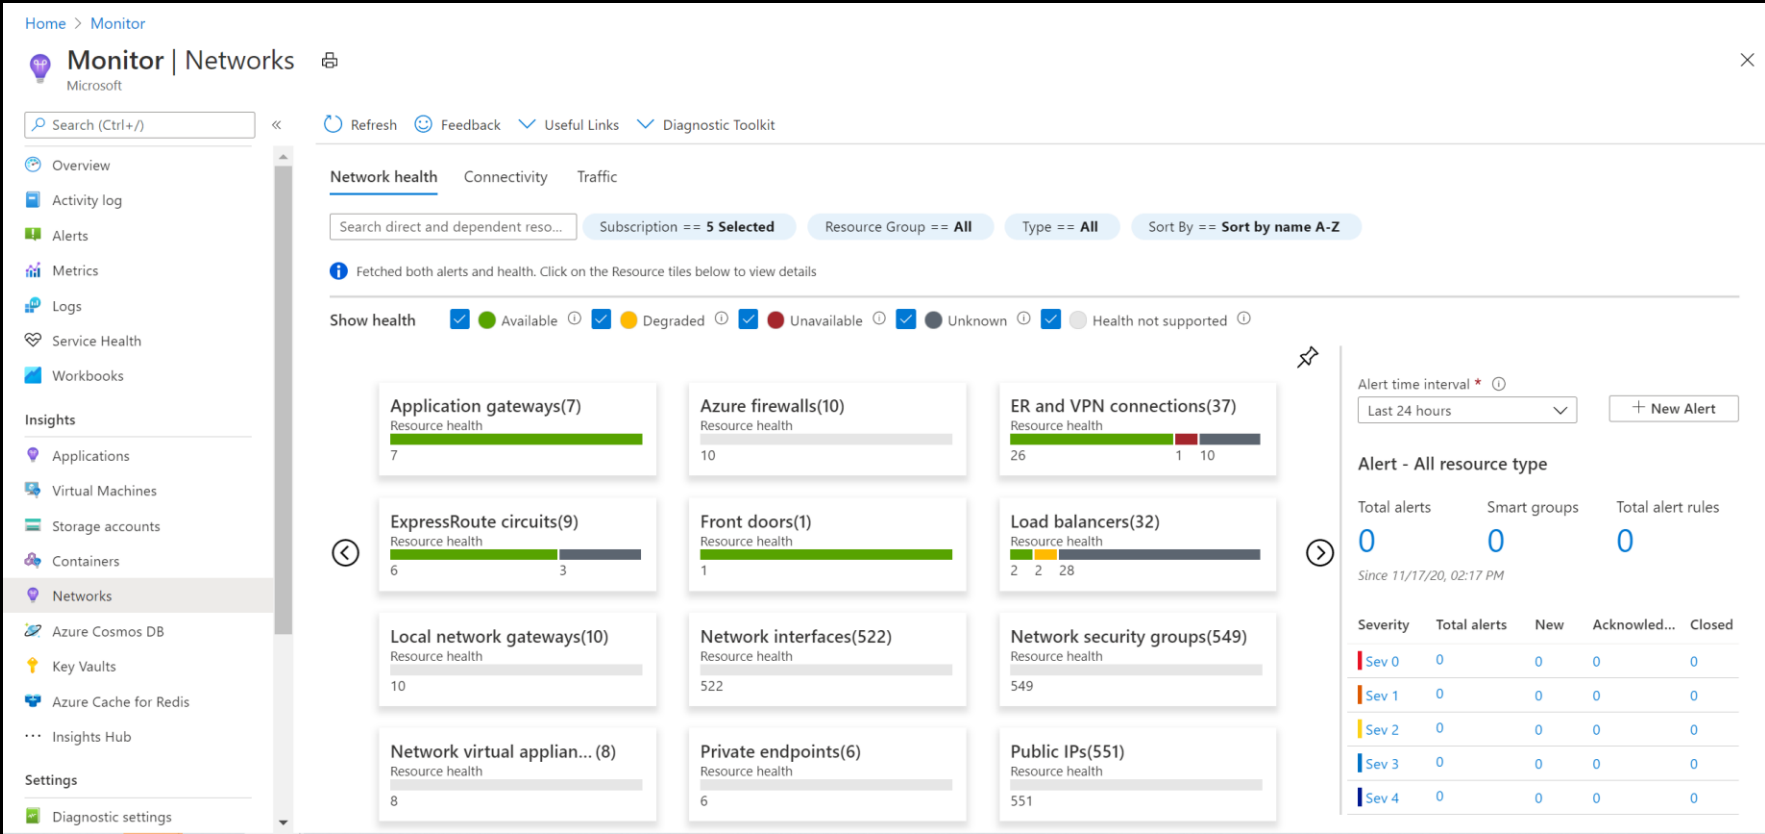 Home > Monitor
Monitor | Networks
Microsoft
Search (Ctrl+/)
«
Overview
Activity log
Alerts
Metrics
Logs
Service Health
Workbooks
Insights
Applications
Virtual Machines
Storage accounts
Containers
Networks
Azure Cosmos DB
Key Vaults
Azure Cache for Redis
··· Insights Hub
Settings
Diagnostic settings
Refresh Feedback Useful Links Diagnostic Toolkit
Network health Connectivity Traffic
Search direct and dependent reso... Subscription == 5 Selected Resource Group == All Type == All Sort By == Sort by name A-Z
Fetched both alerts and health. Click on the Resource tiles below to view details
Show health Available Degraded Unavailable Unknown Health not supported
Application gateways(7)
Resource health
7
Azure firewalls(10)
Resource health
10
ER and VPN connections(37)
Resource health
26 1 10
ExpressRoute circuits(9)
Resource health
6 3
Front doors(1)
Resource health
1
Load balancers(32)
Resource health
2 2 28
Local network gateways(10)
Resource health
10
Network interfaces(522)
Resource health
522
Network security groups(549)
Resource health
549
Network virtual applian... (8)
Resource health
8
Private endpoints(6)
Resource health
6
Public IPs(551)
Resource health
551
Alert time interval *
Last 24 hours
+ New Alert
Alert - All resource type
Total alerts Smart groups Total alert rules
0 0 0
Since 11/17/20, 02:17 PM
Severity Total alerts New Acknowled... Closed
Sev 0 0 0 0 0
Sev 1 0 0 0 0
Sev 2 0 0 0 0
Sev 3 0 0 0 0
Sev 4 0 0 0 0